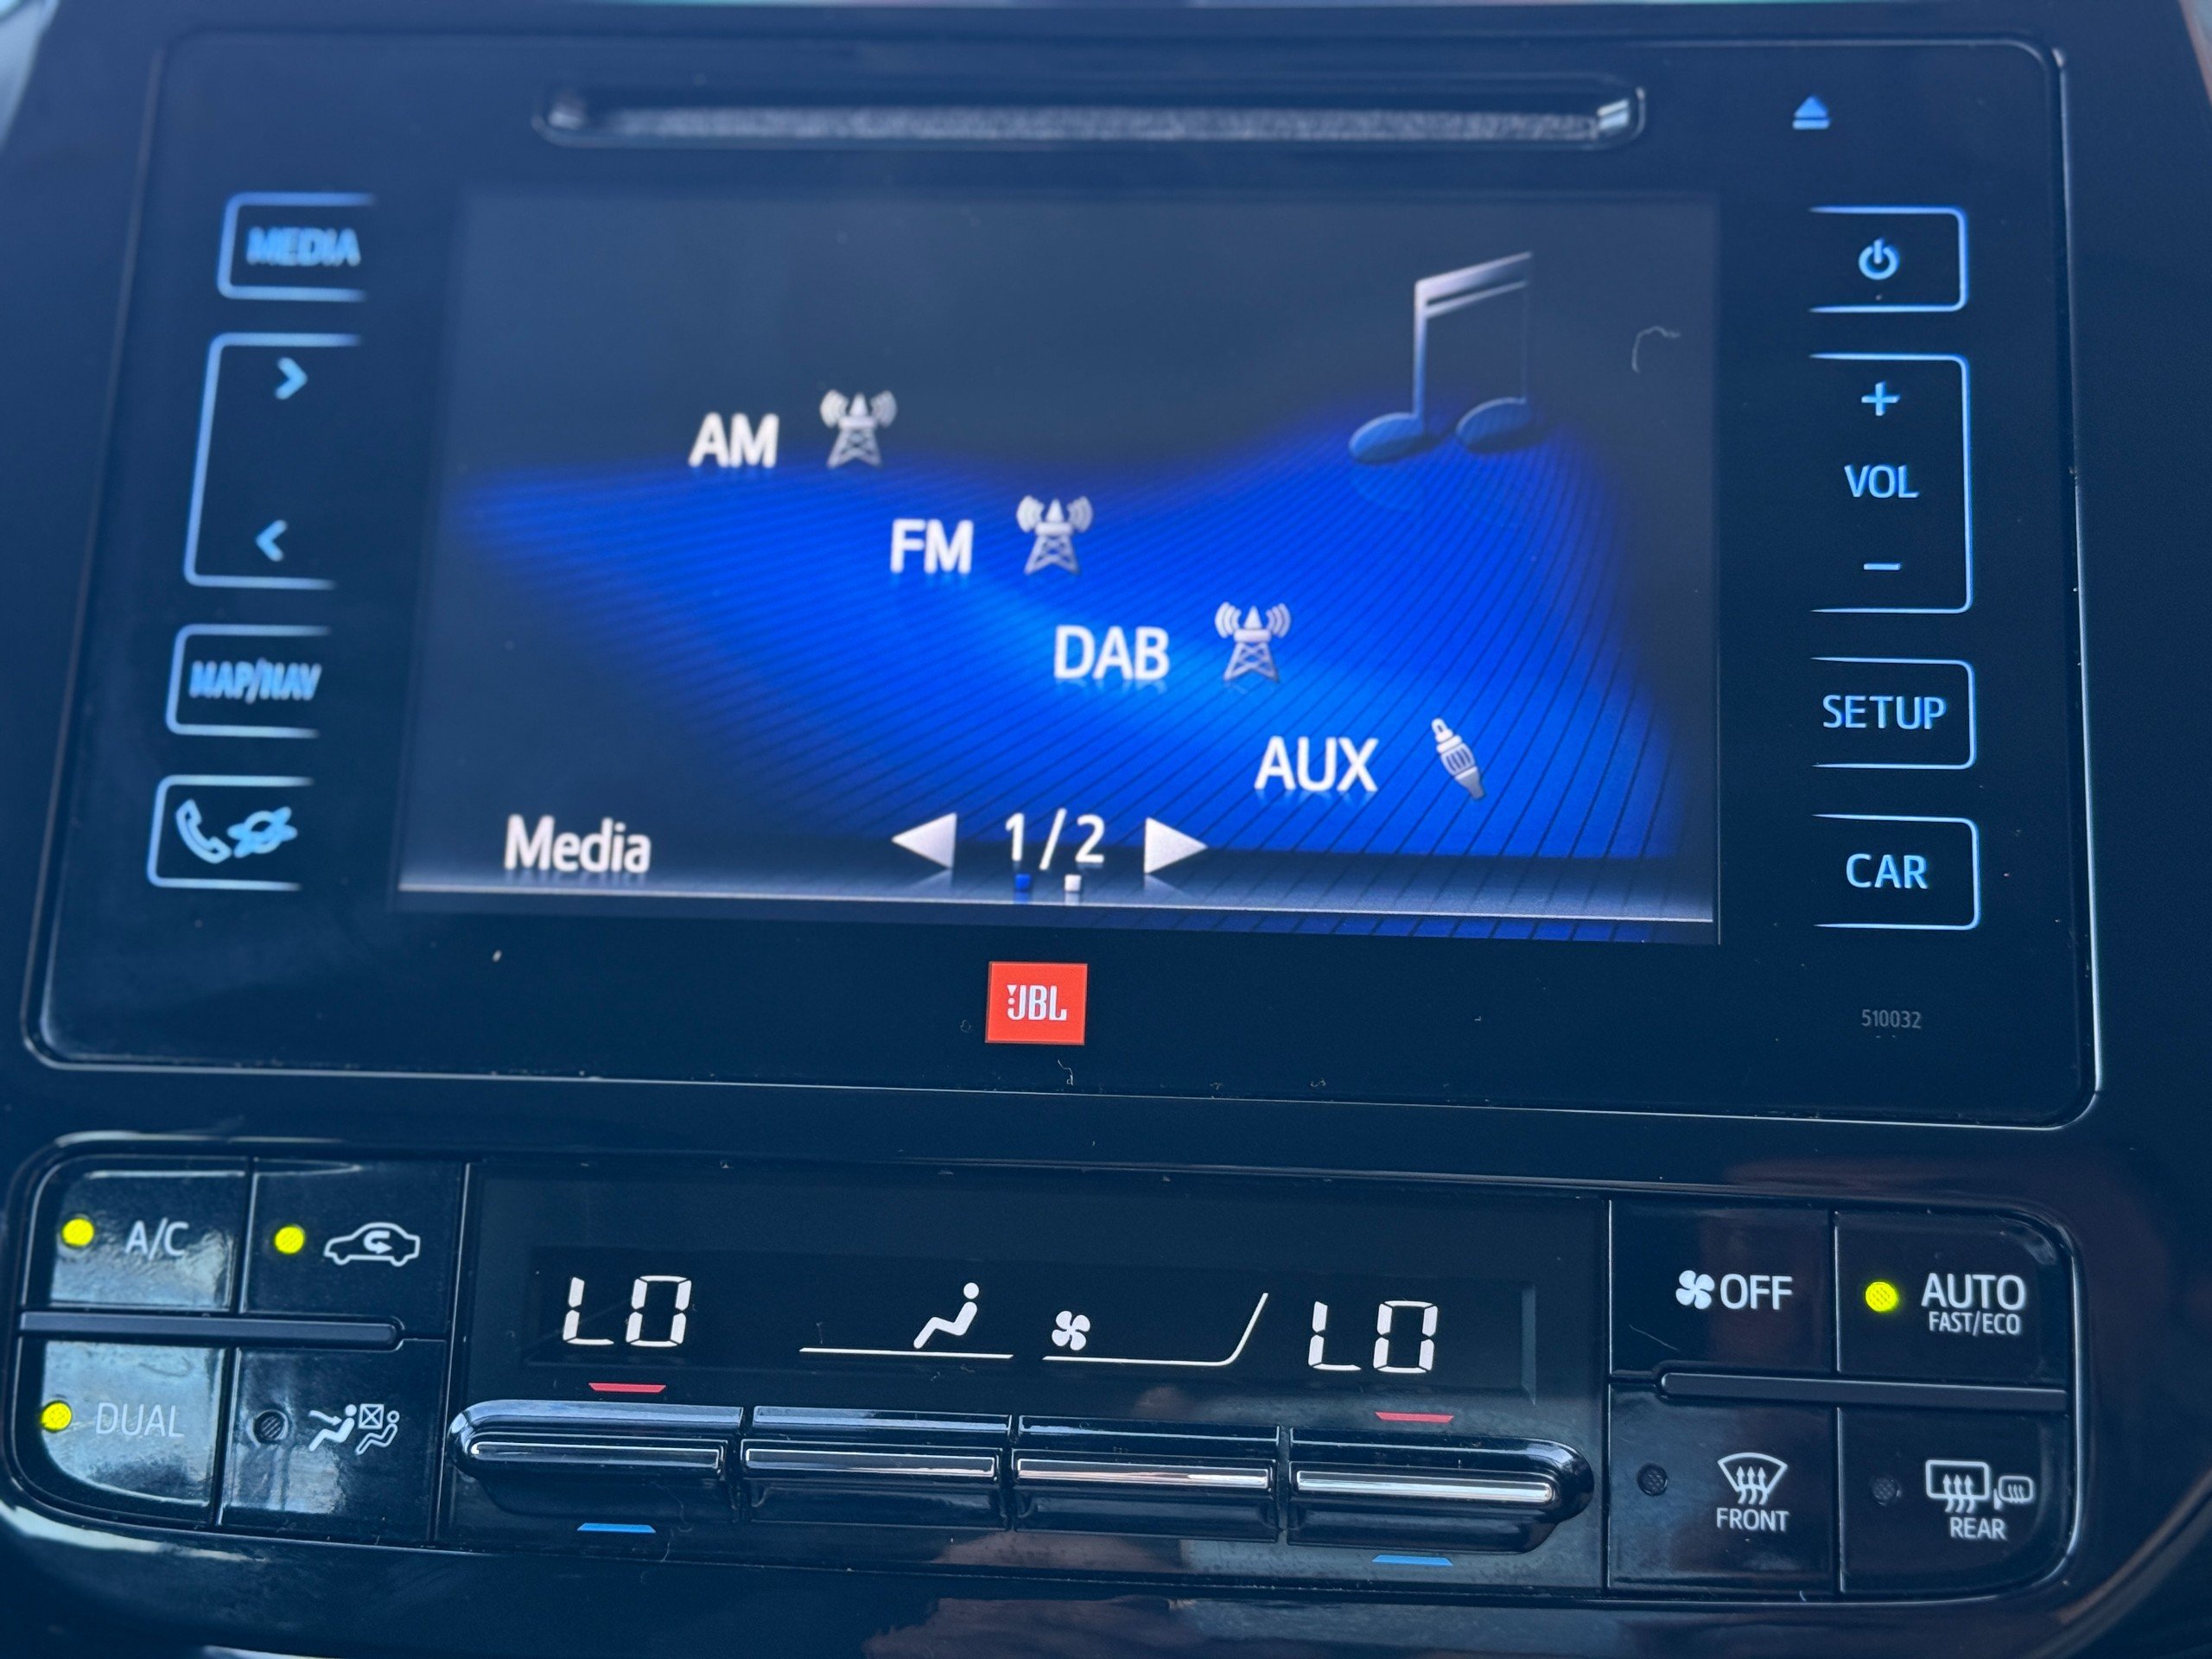 MEDIA
AM
FM
VOL
DAB
MAP/NAV
SETUP
AUX
Media
1/2
CAR
JBL
510032
A/C
LO
LO
OFF
AUTO
FAST/ECO
DUAL
FRONT
REAR